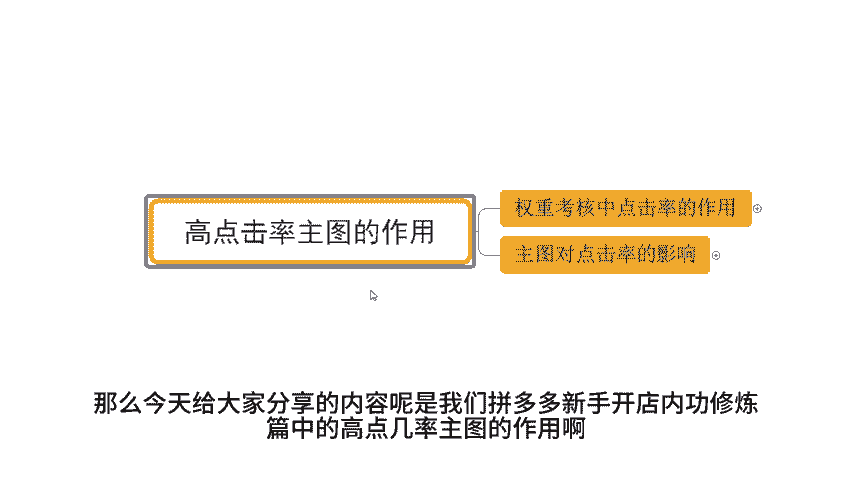 高点击率主图的作用
权重考核中点击率的作用
主图对点击率的影响
那么今天给大家分享的内容呢是我们拼多多新手开店内功修炼
篇中的高点几率主图的作用啊